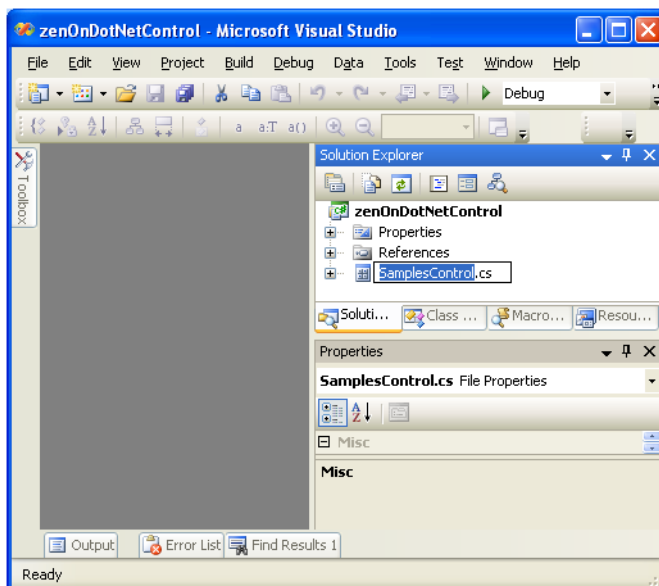 zenOnDotNetControl - Microsoft Visual Studio
File Edit View Project Build Debug Data Tools Test Window Help
Debug
a a:T a()
Toolbox
Solution Explorer
zenOnDotNetControl
Properties
References
SamplesControl.cs
Soluti... Class ... Macro... Resou...
Properties
SamplesControl.cs File Properties
Misc
Misc
Output Error List Find Results 1
Ready